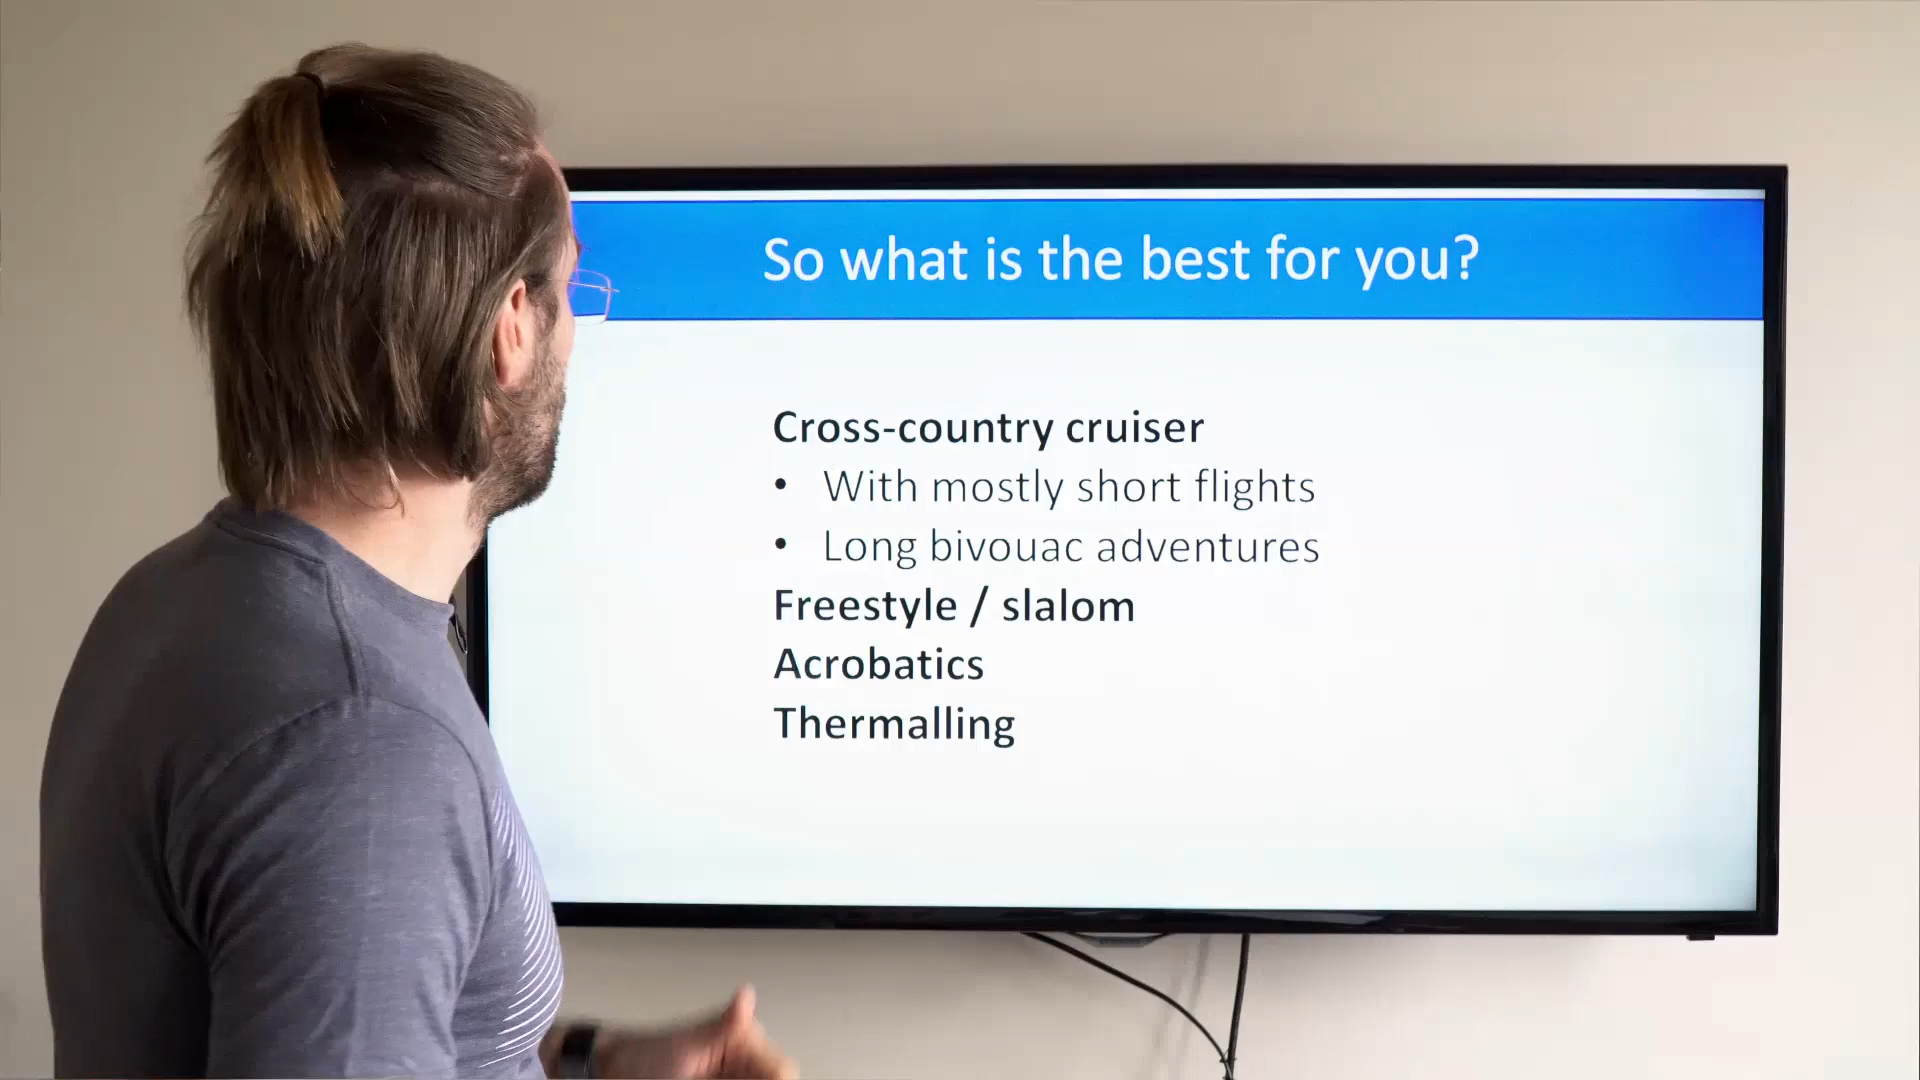 So what is the best for you?
Cross-country cruiser
• With mostly short flights
• Long bivouac adventures
Freestyle / slalom
Acrobatics
Thermalling